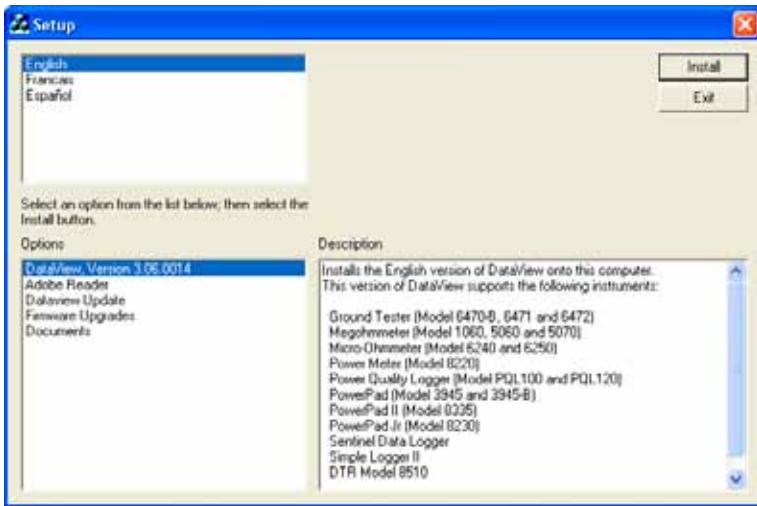 Setup
English
Francais
Español
Install
Exit
Select an option from the list below, then select the
Install button.
Options
DataView, Version 3.06.0014
Adobe Reader
Dataview Update
Firmware Upgrades
Documents
Description
Installs the English version of DataView onto this computer.
This version of DataView supports the following instruments:
Ground Tester (Model 6470-B, 6471 and 6472)
Megohmmeter (Model 1060, 5060 and 5070)
Micro-Ohmmeter (Model 6240 and 6250)
Power Meter (Model 8220)
Power Quality Logger (Model PQL100 and PQL120)
PowerPad (Model 3945 and 3945-B)
PowerPad II (Model 8335)
PowerPad Jr (Model 8230)
Sentinel Data Logger
Simple Logger II
DTR Model 8510